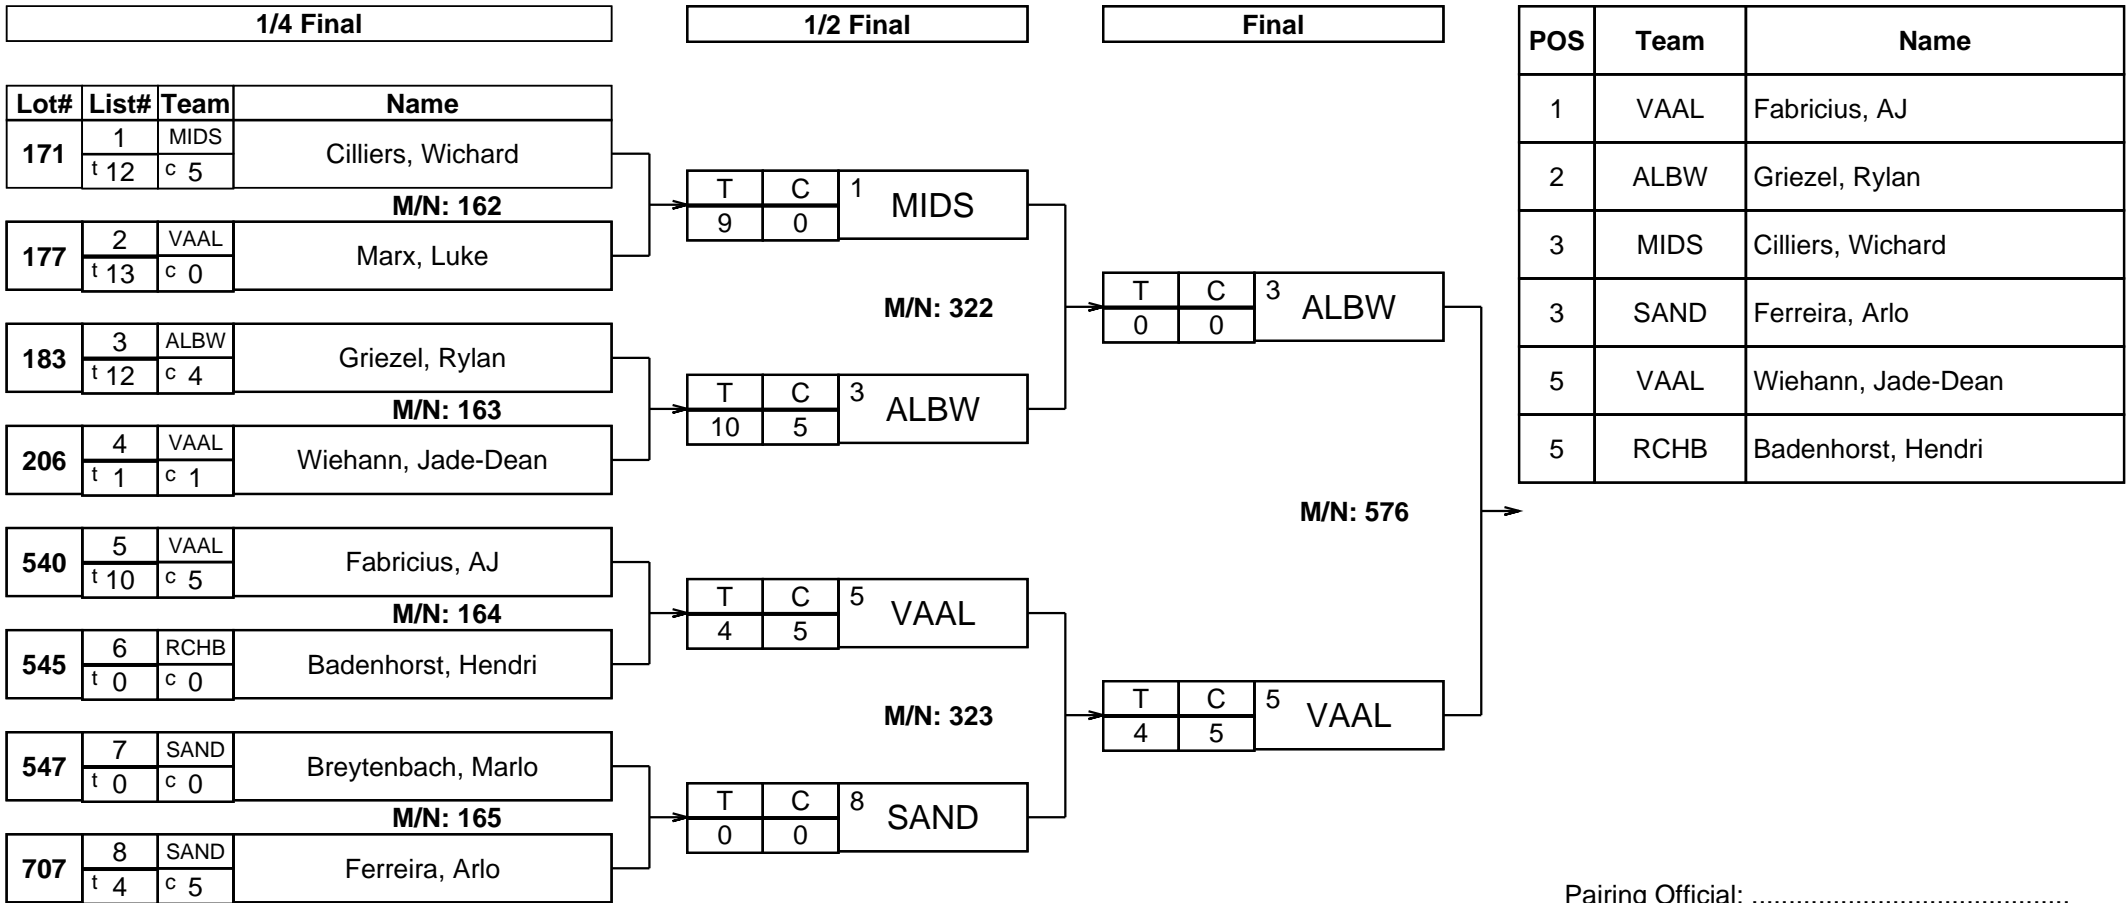 1/4 Final
1/2 Final
Final
POS Team Name
1 VAAL Fabricius, AJ
2 ALBW Griezel, Rylan
3 MIDS Cilliers, Wichard
3 SAND Ferreira, Arlo
5 VAAL Wiehann, Jade-Dean
5 RCHB Badenhorst, Hendri
Lot# List# Team Name
171 1 MIDS Cilliers, Wichard
t 12 c 5
M/N: 162
177 2 VAAL Marx, Luke
t 13 c 0
183 3 ALBW Griezel, Rylan
t 12 c 4
M/N: 163
206 4 VAAL Wiehann, Jade-Dean
t 1 c 1
540 5 VAAL Fabricius, AJ
t 10 c 5
M/N: 164
545 6 RCHB Badenhorst, Hendri
t 0 c 0
547 7 SAND Breytenbach, Marlo
t 0 c 0
M/N: 165
707 8 SAND Ferreira, Arlo
t 4 c 5
T C 1 MIDS
9 0
M/N: 322
T C 3 ALBW
10 5
T C 5 VAAL
4 5
M/N: 323
T C 8 SAND
0 0
T C 3 ALBW
0 0
M/N: 576
T C 5 VAAL
4 5
Pairing Official: ...........................................